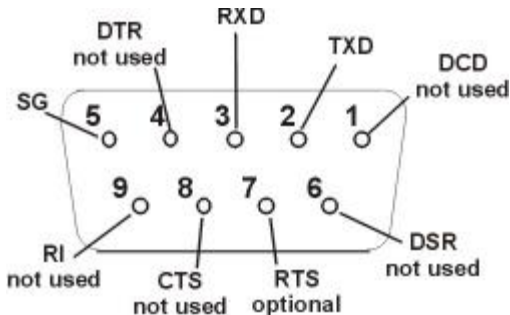 RXD
DTR
not used
TXD
DCD
not used
SG
5 4 3 2 1
9 8 7 6
RI
not used
CTS
not used
RTS
optional
DSR
not used